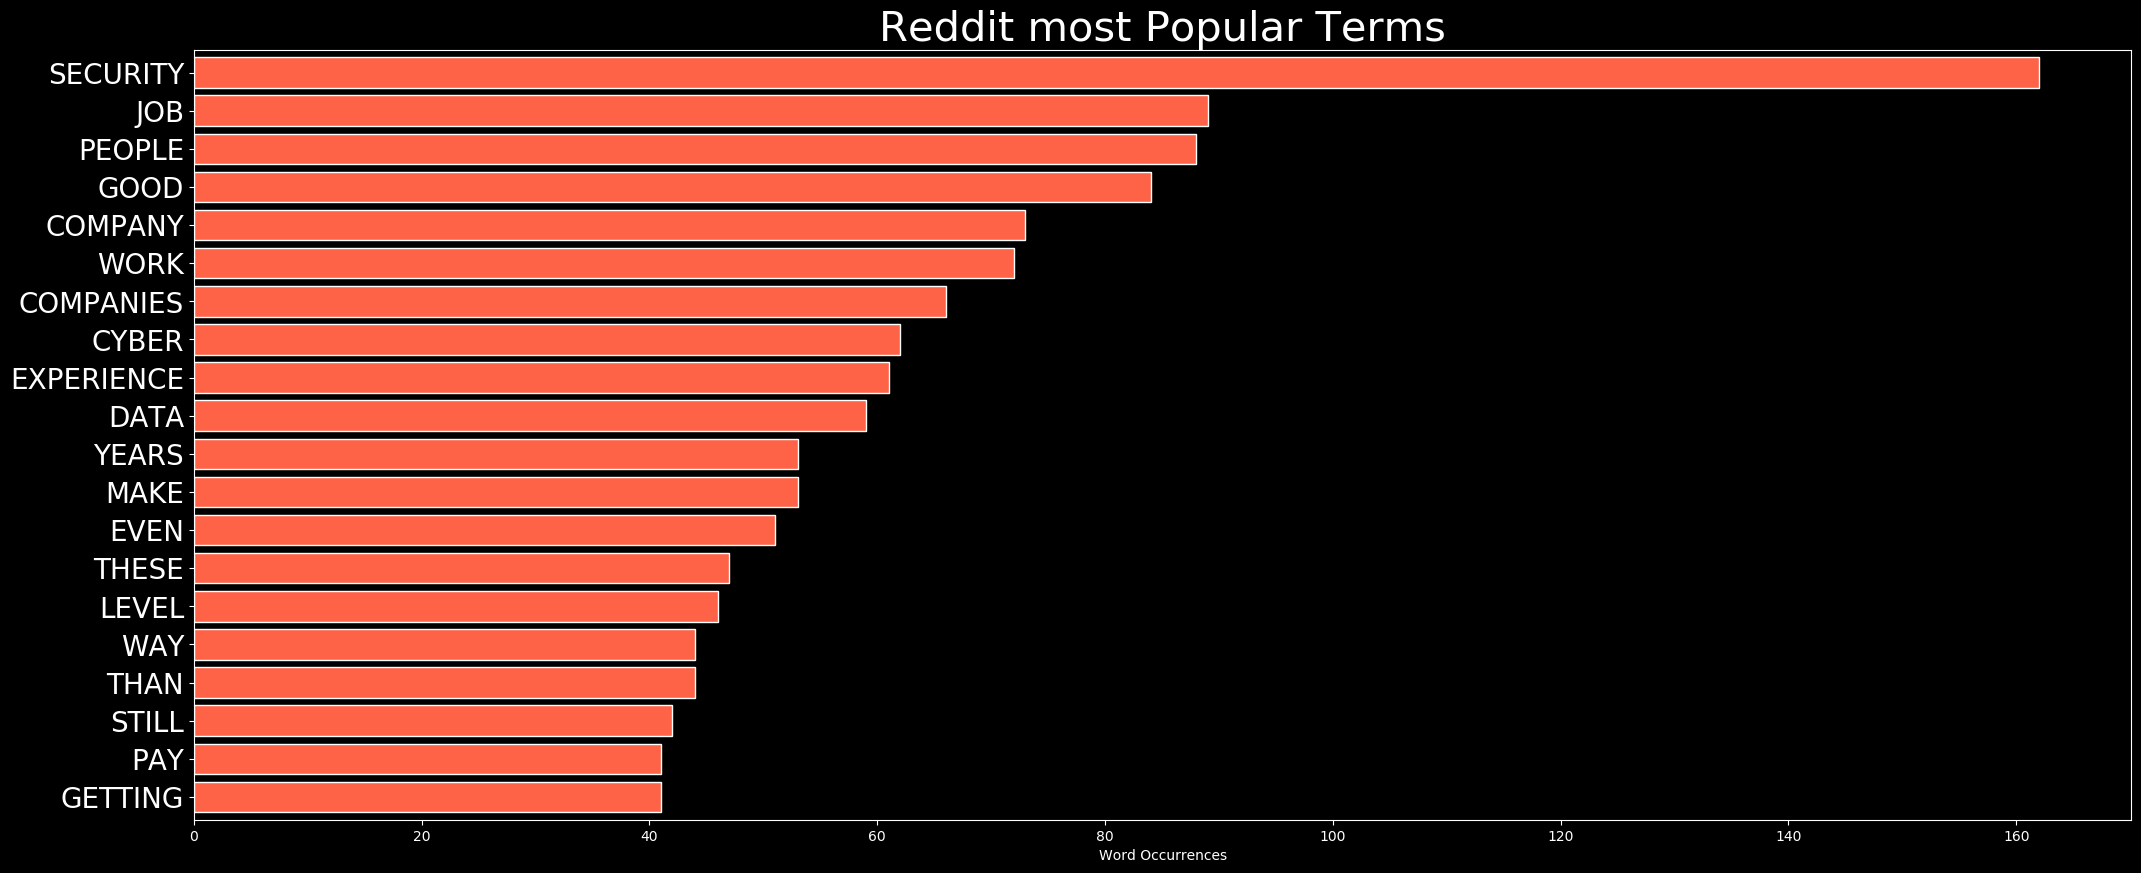 Reddit most Popular Terms
SECURITY
JOB
PEOPLE
GOOD
COMPANY
WORK
COMPANIES
CYBER
EXPERIENCE
DATA
YEARS
MAKE
EVEN
THESE
LEVEL
WAY
THAN
STILL
PAY
GETTING
0 20 40 60 80 100 120 140 160
Word Occurrences